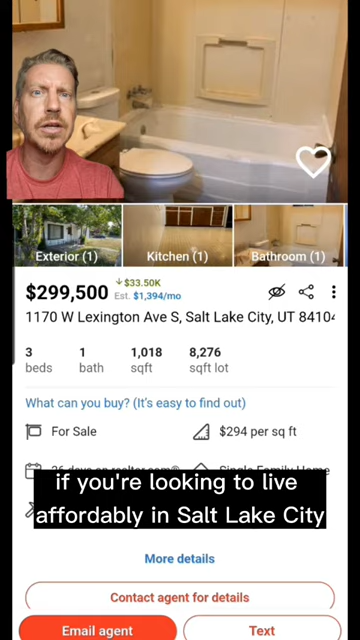 Exterior (1)
Kitchen (1)
Bathroom (1)
$299,500
$33.50K
Est. $1,394/mo
1170 W Lexington Ave S, Salt Lake City, UT 84104
3
beds
1
bath
1,018
sqft
8,276
sqft lot
What can you buy? (It's easy to find out)
For Sale
$294 per sq ft
if you're looking to live
affordably in Salt Lake City
More details
Contact agent for details
Email agent
Text